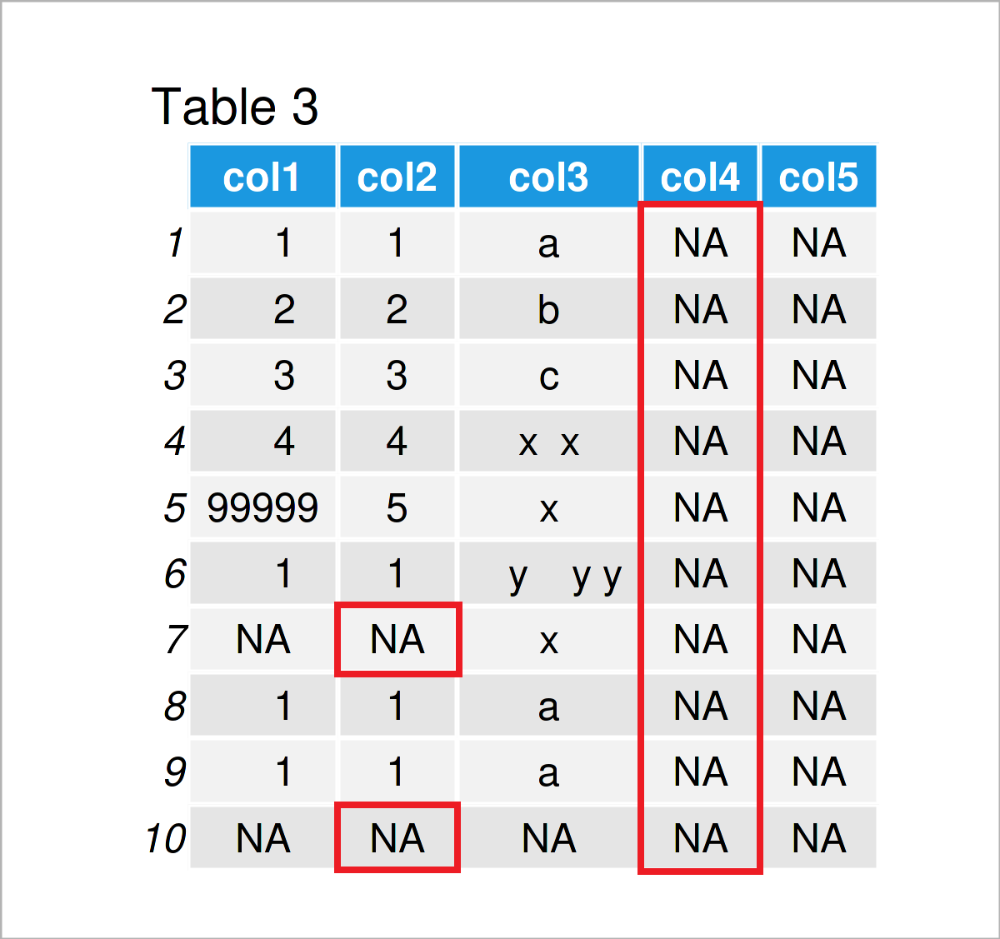 Table 3
col1 col2 col3 col4 col5
1 1 1 a NA NA
2 2 2 b NA NA
3 3 3 c NA NA
4 4 4 x  x NA NA
5 99999 5 x NA NA
6 1 1 y    y y NA NA
7 NA NA x NA NA
8 1 1 a NA NA
9 1 1 a NA NA
10 NA NA NA NA NA